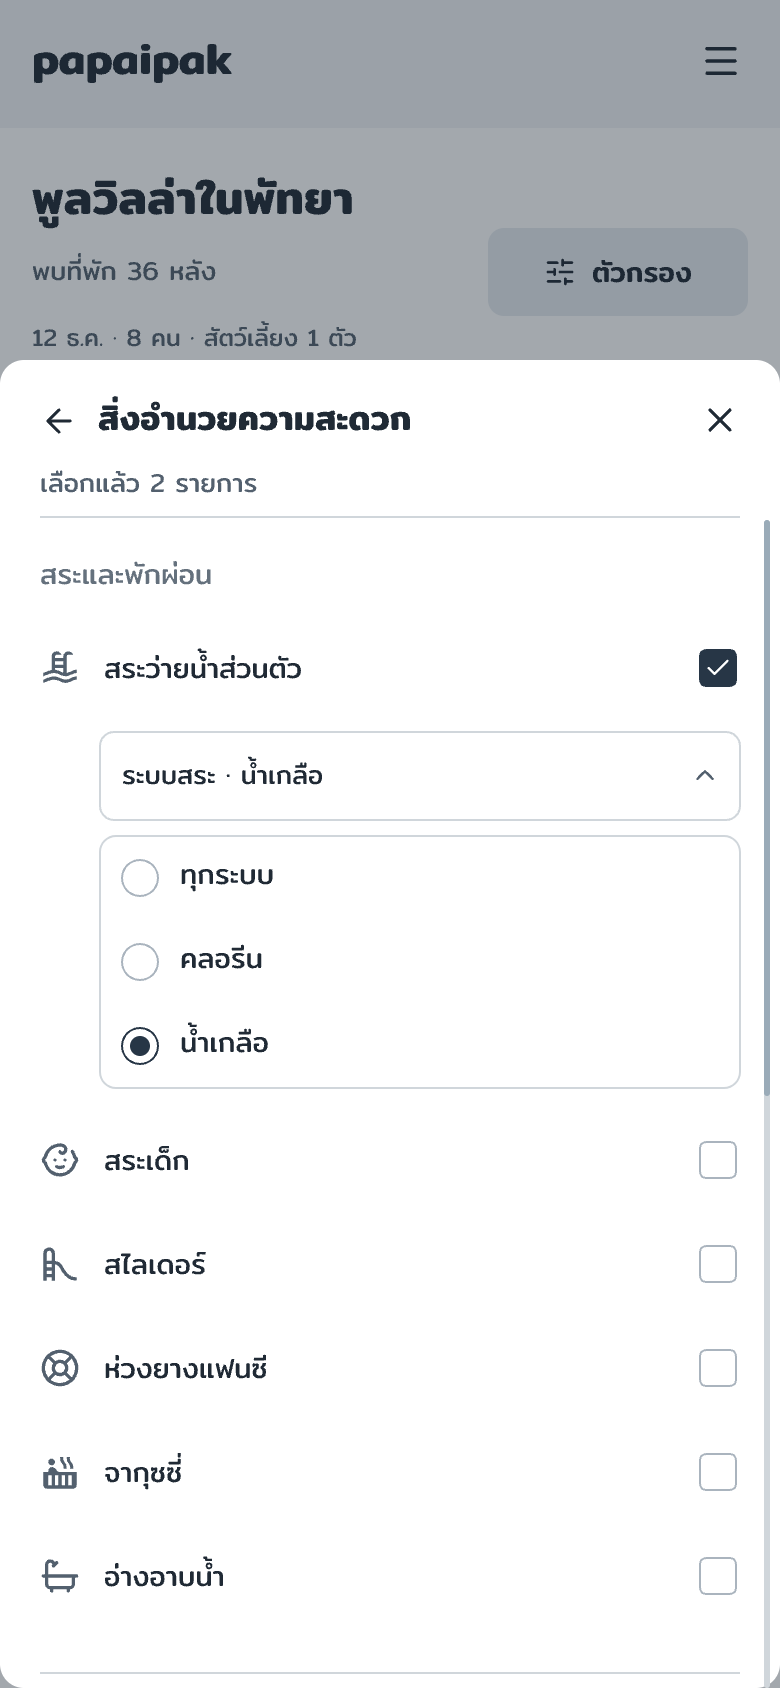 papaipak
พูลวิลล่าในพัทยา
พบที่พัก 36 หลัง
ตัวกรอง
12 ธ.ค. · 8 คน · สัตว์เลี้ยง 1 ตัว
สิ่งอำนวยความสะดวก
เลือกแล้ว 2 รายการ
สระและพักผ่อน
สระว่ายน้ำส่วนตัว
ระบบสระ · น้ำเกลือ
ทุกระบบ
คลอรีน
น้ำเกลือ
สระเด็ก
สไลเดอร์
ห่วงยางแฟนซี
จากุซซี่
อ่างอาบน้ำ